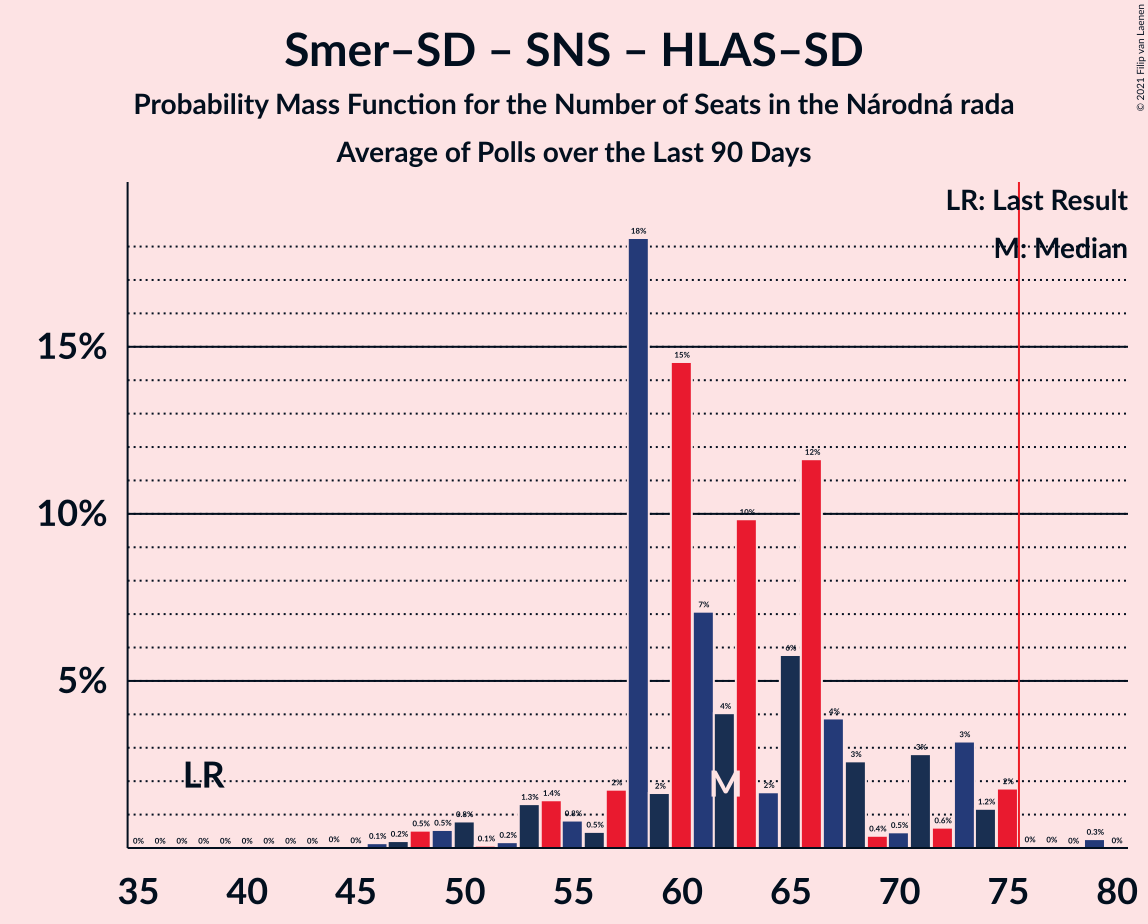 Smer–SD – SNS – HLAS–SD
Probability Mass Function for the Number of Seats in the Národná rada
Average of Polls over the Last 90 Days
© 2021 Filip van Laenen
LR: Last Result
M: Median
15%
10%
5%
LR
M
0% 0% 0% 0% 0% 0% 0% 0% 0% 0% 0% 0.1% 0.2% 0.5% 0.5% 0.8% 0.1% 0.2% 1.3% 1.4% 0.8% 0.5% 2% 18% 2% 15% 7% 4% 10% 2% 6% 12% 4% 3% 0.4% 0.5% 3% 0.6% 3% 1.2% 2% 0% 0% 0% 0.3% 0%
35 40 45 50 55 60 65 70 75 80